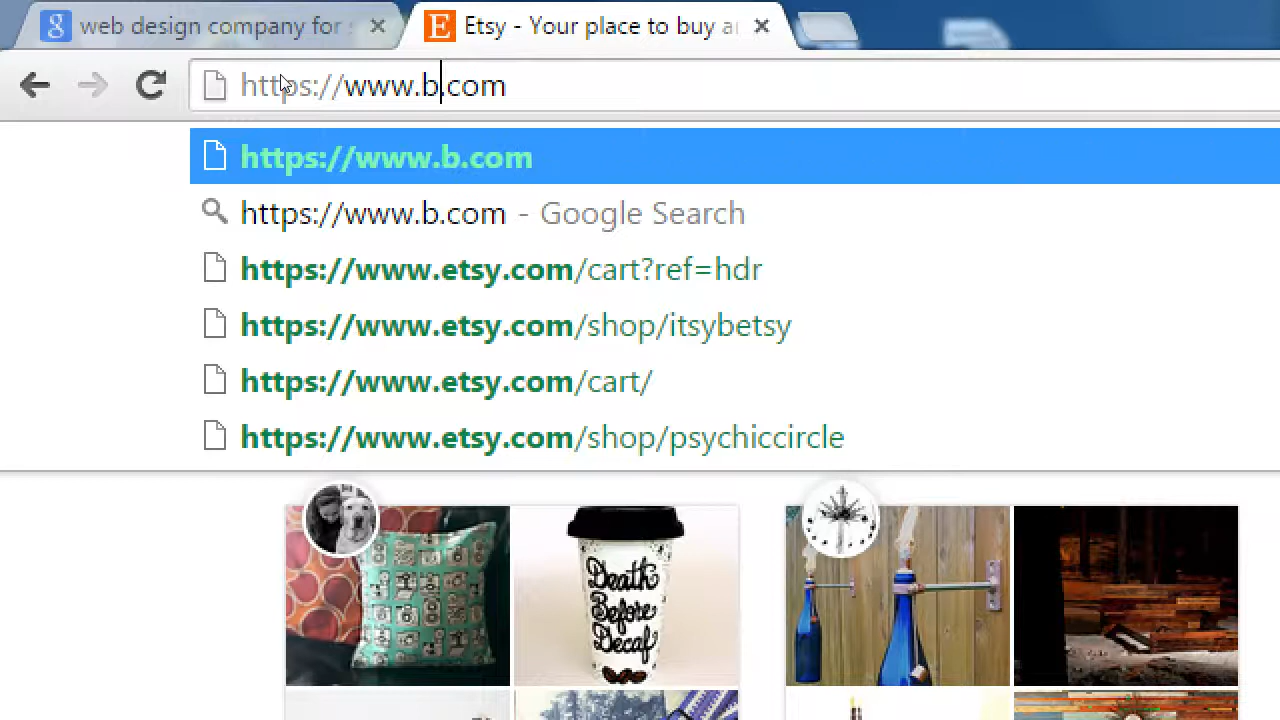 g web design company for s
E Etsy - Your place to buy a
https://www.b.com
https://www.b.com
https://www.b.com - Google Search
https://www.etsy.com/cart?ref=hdr
https://www.etsy.com/shop/itsybetsy
https://www.etsy.com/cart/
https://www.etsy.com/shop/psychiccircle
Death
Before
Decaf